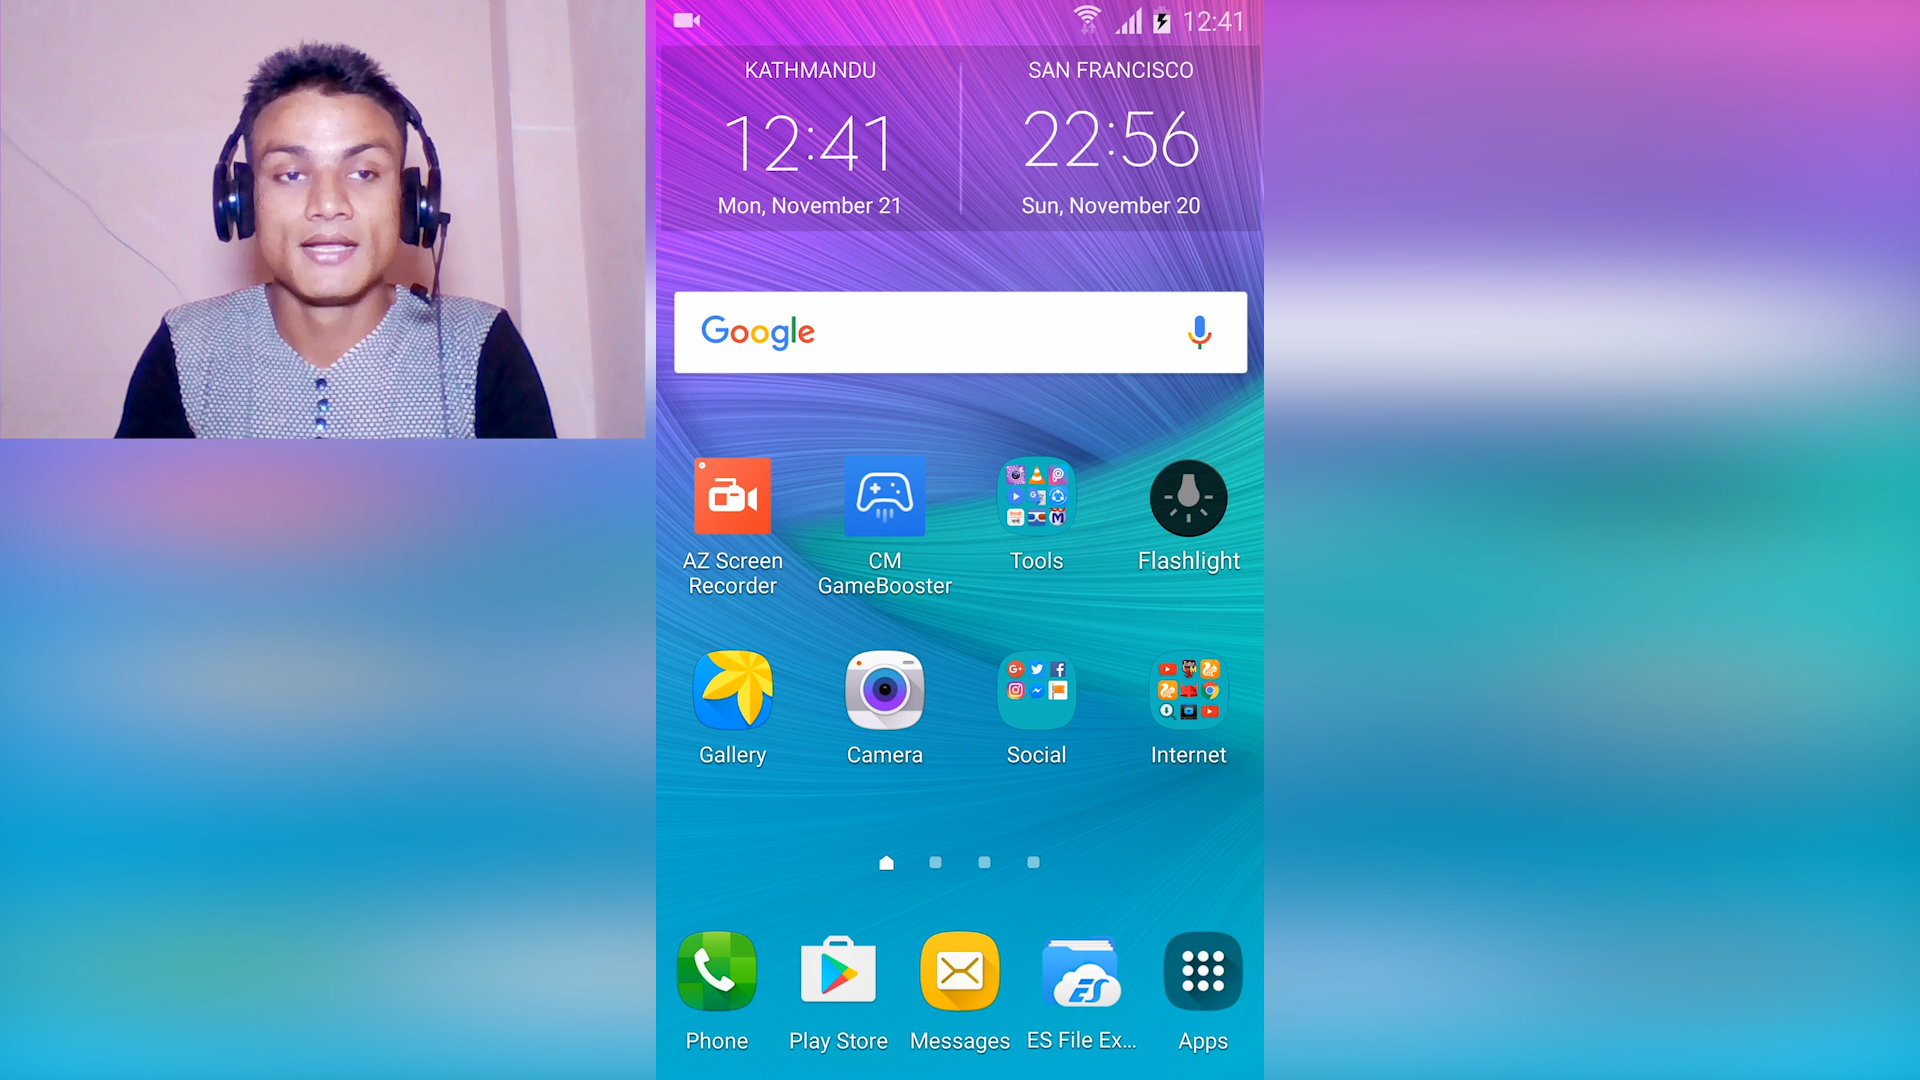 12:41
KATHMANDU
12:41
Mon, November 21
SAN FRANCISCO
22:56
Sun, November 20
Google
AZ Screen
Recorder
CM
GameBooster
Tools
Flashlight
Gallery
Camera
Social
Internet
Phone
Play Store
Messages
ES File Ex...
Apps